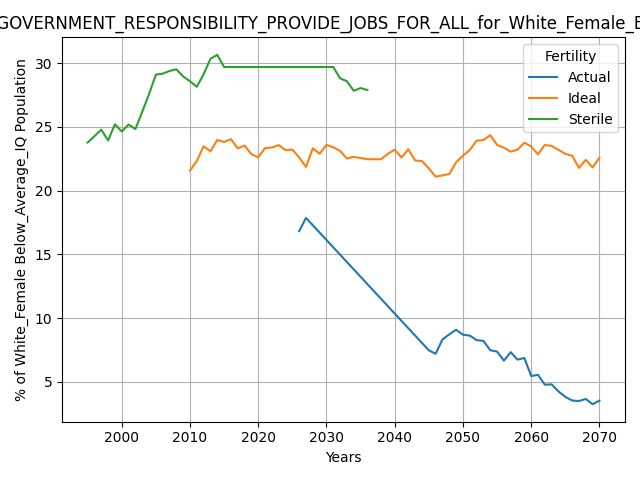 GOVERNMENT_RESPONSIBILITY_PROVIDE_JOBS_FOR_ALL_for_White_Female_
% of White_Female Below_Average_IQ Population
30
25
20
15
10
5
Fertility
Actual
Ideal
Sterile
2000 2010 2020 2030 2040 2050 2060 2070
Years